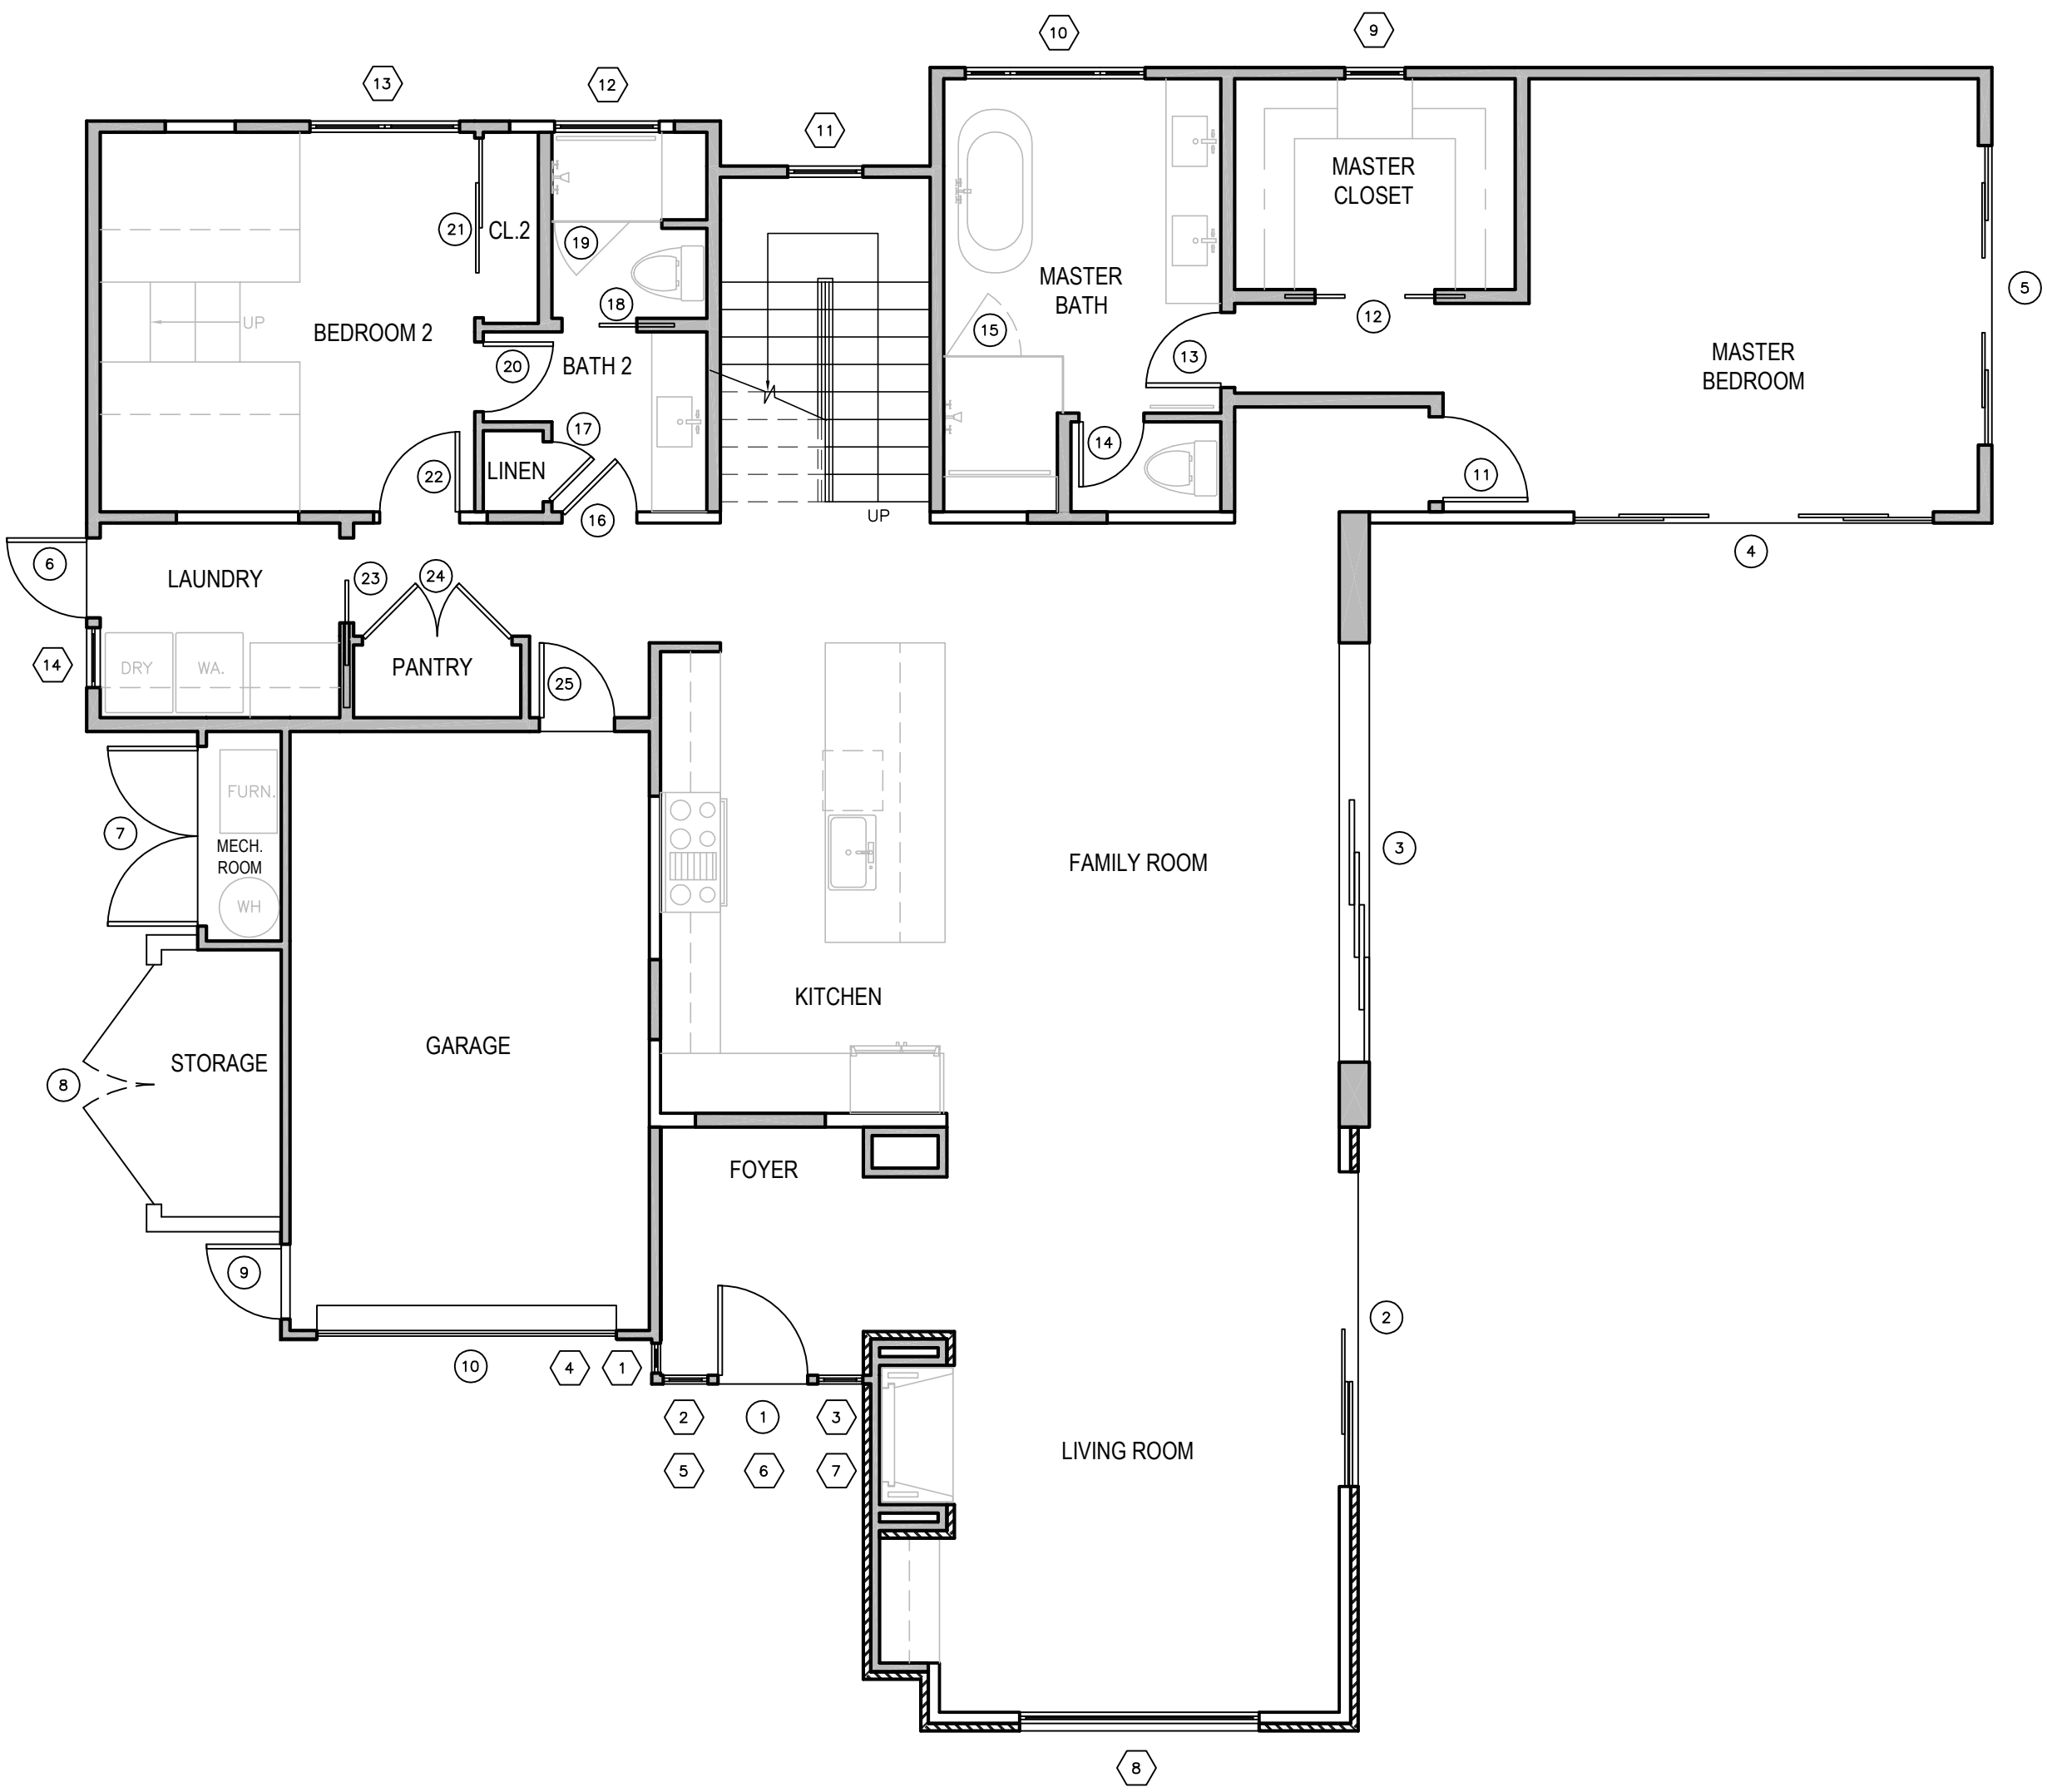 10
9
13
12
11
MASTER
CLOSET
21
CL.2
19
MASTER
BATH
5
18
12
UP
BEDROOM 2
15
13
MASTER
BEDROOM
20
BATH 2
17
14
LINEN
22
11
16
UP
4
6
LAUNDRY
23
24
14
DRY
WA.
PANTRY
25
FURN.
7
MECH.
ROOM
WH
3
FAMILY ROOM
KITCHEN
GARAGE
STORAGE
8
FOYER
9
2
10
4
1
2
1
3
5
6
7
LIVING ROOM
8